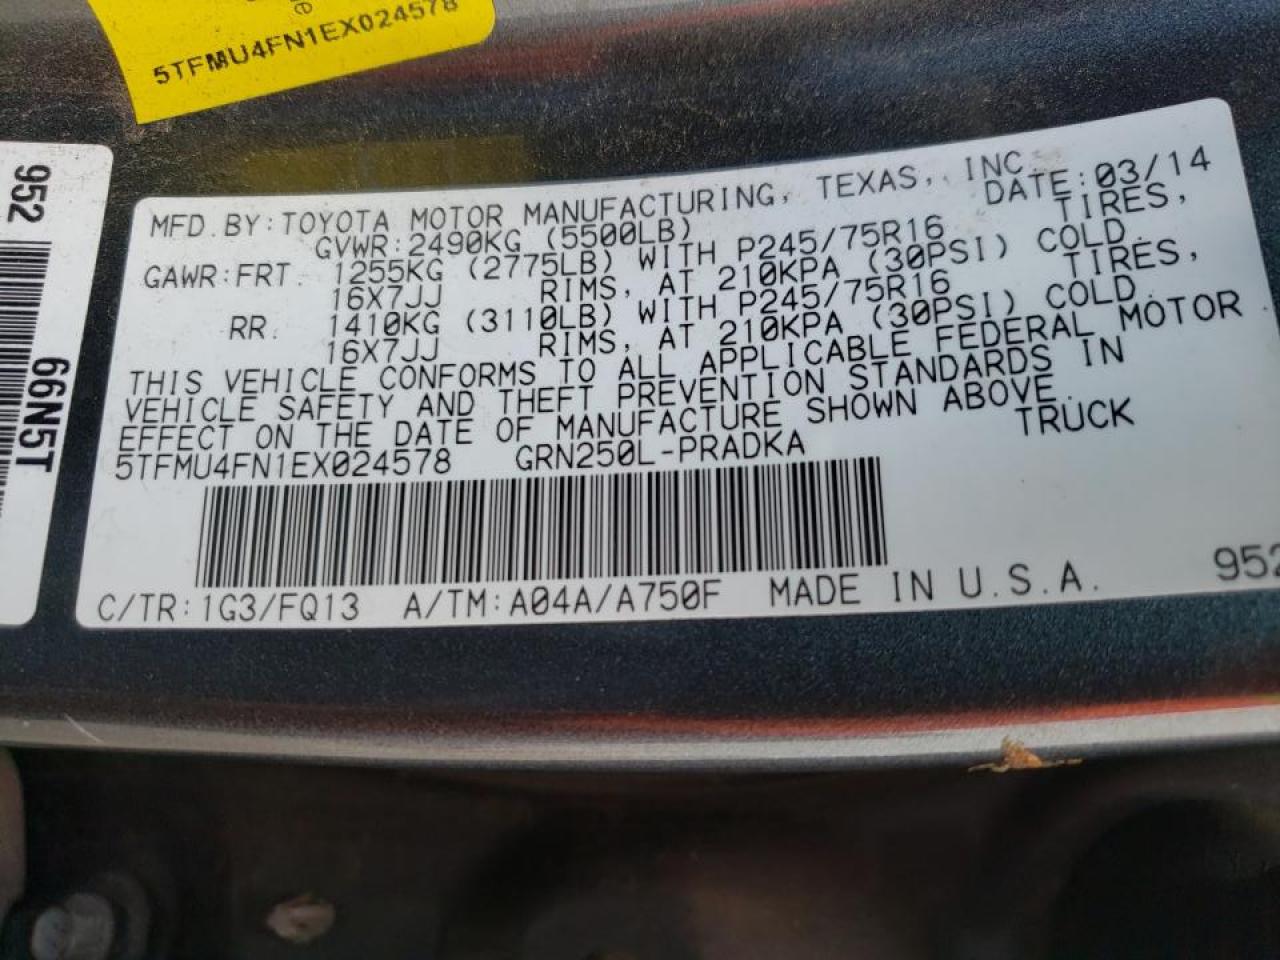 5TFMU4FN1EX024578
952
66N5T
MFD.BY:TOYOTA MOTOR MANUFACTURING, TEXAS, INC.
DATE:03/14
GVWR:2490KG (5500LB)
GAWR:FRT. 1255KG (2775LB) WITH P245/75R16 TIRES,
16X7JJ RIMS, AT 210KPA (30PSI) COLD.
RR. 1410KG (3110LB) WITH P245/75R16 TIRES,
16X7JJ RIMS, AT 210KPA (30PSI) COLD.
THIS VEHICLE CONFORMS TO ALL APPLICABLE FEDERAL MOTOR
VEHICLE SAFETY AND THEFT PREVENTION STANDARDS IN
EFFECT ON THE DATE OF MANUFACTURE SHOWN ABOVE.
5TFMU4FN1EX024578 GRN250L-PRADKA TRUCK
C/TR:1G3/FQ13 A/TM:A04A/A750F MADE IN U.S.A.
952